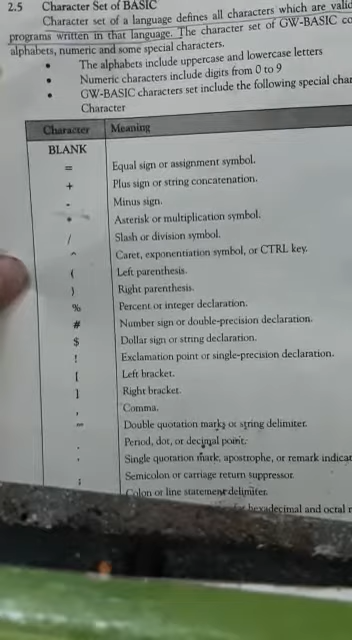 2.5 Character Set of BASIC
Character set of a language defines all characters which are valid
programs written in that language. The character set of GW-BASIC co
alphabets, numeric and some special characters.
• The alphabets include uppercase and lowercase letters
• Numeric characters include digits from 0 to 9
• GW-BASIC characters set include the following special char
Character
Character Meaning
BLANK
= Equal sign or assignment symbol.
+ Plus sign or string concatenation.
- Minus sign.
* Asterisk or multiplication symbol.
/ Slash or division symbol.
^ Caret, exponentiation symbol, or CTRL key.
( Left parenthesis.
) Right parenthesis.
% Percent or integer declaration.
# Number sign or double-precision declaration.
$ Dollar sign or string declaration.
! Exclamation point or single-precision declaration.
[ Left bracket.
] Right bracket.
, Comma.
"" Double quotation marks or string delimiter.
. Period, dot, or decimal point.
' Single quotation mark, apostrophe, or remark indicat
; Semicolon or carriage return suppressor.
Colon or line statement delimiter.
hexadecimal and octal